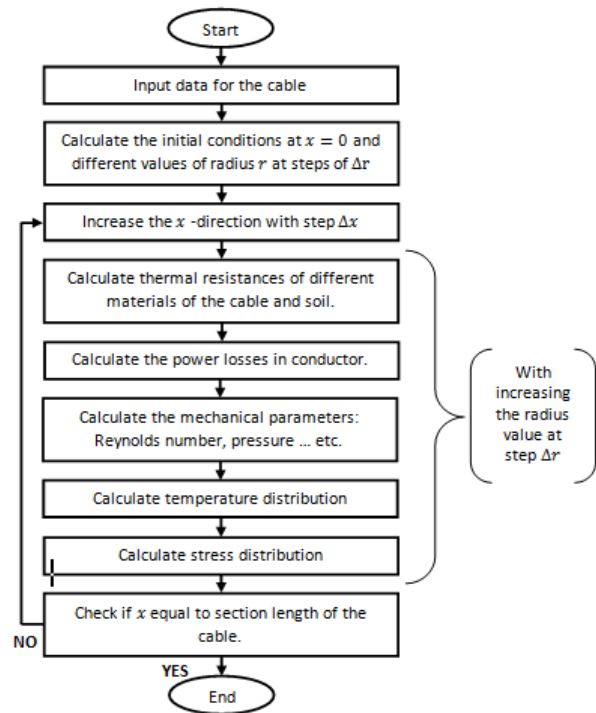 Start
Input data for the cable
Calculate the initial conditions at 𝑥 = 0 and
different values of radius 𝑟 at steps of Δ𝑟
Increase the 𝑥 -direction with step Δ𝑥
Calculate thermal resistances of different
materials of the cable and soil.
Calculate the power losses in conductor.
Calculate the mechanical parameters:
Reynolds number, pressure ... etc.
Calculate temperature distribution
Calculate stress distribution
With
increasing
the radius
value at
step Δ𝑟
Check if 𝑥 equal to section length of the
cable.
NO
YES
End